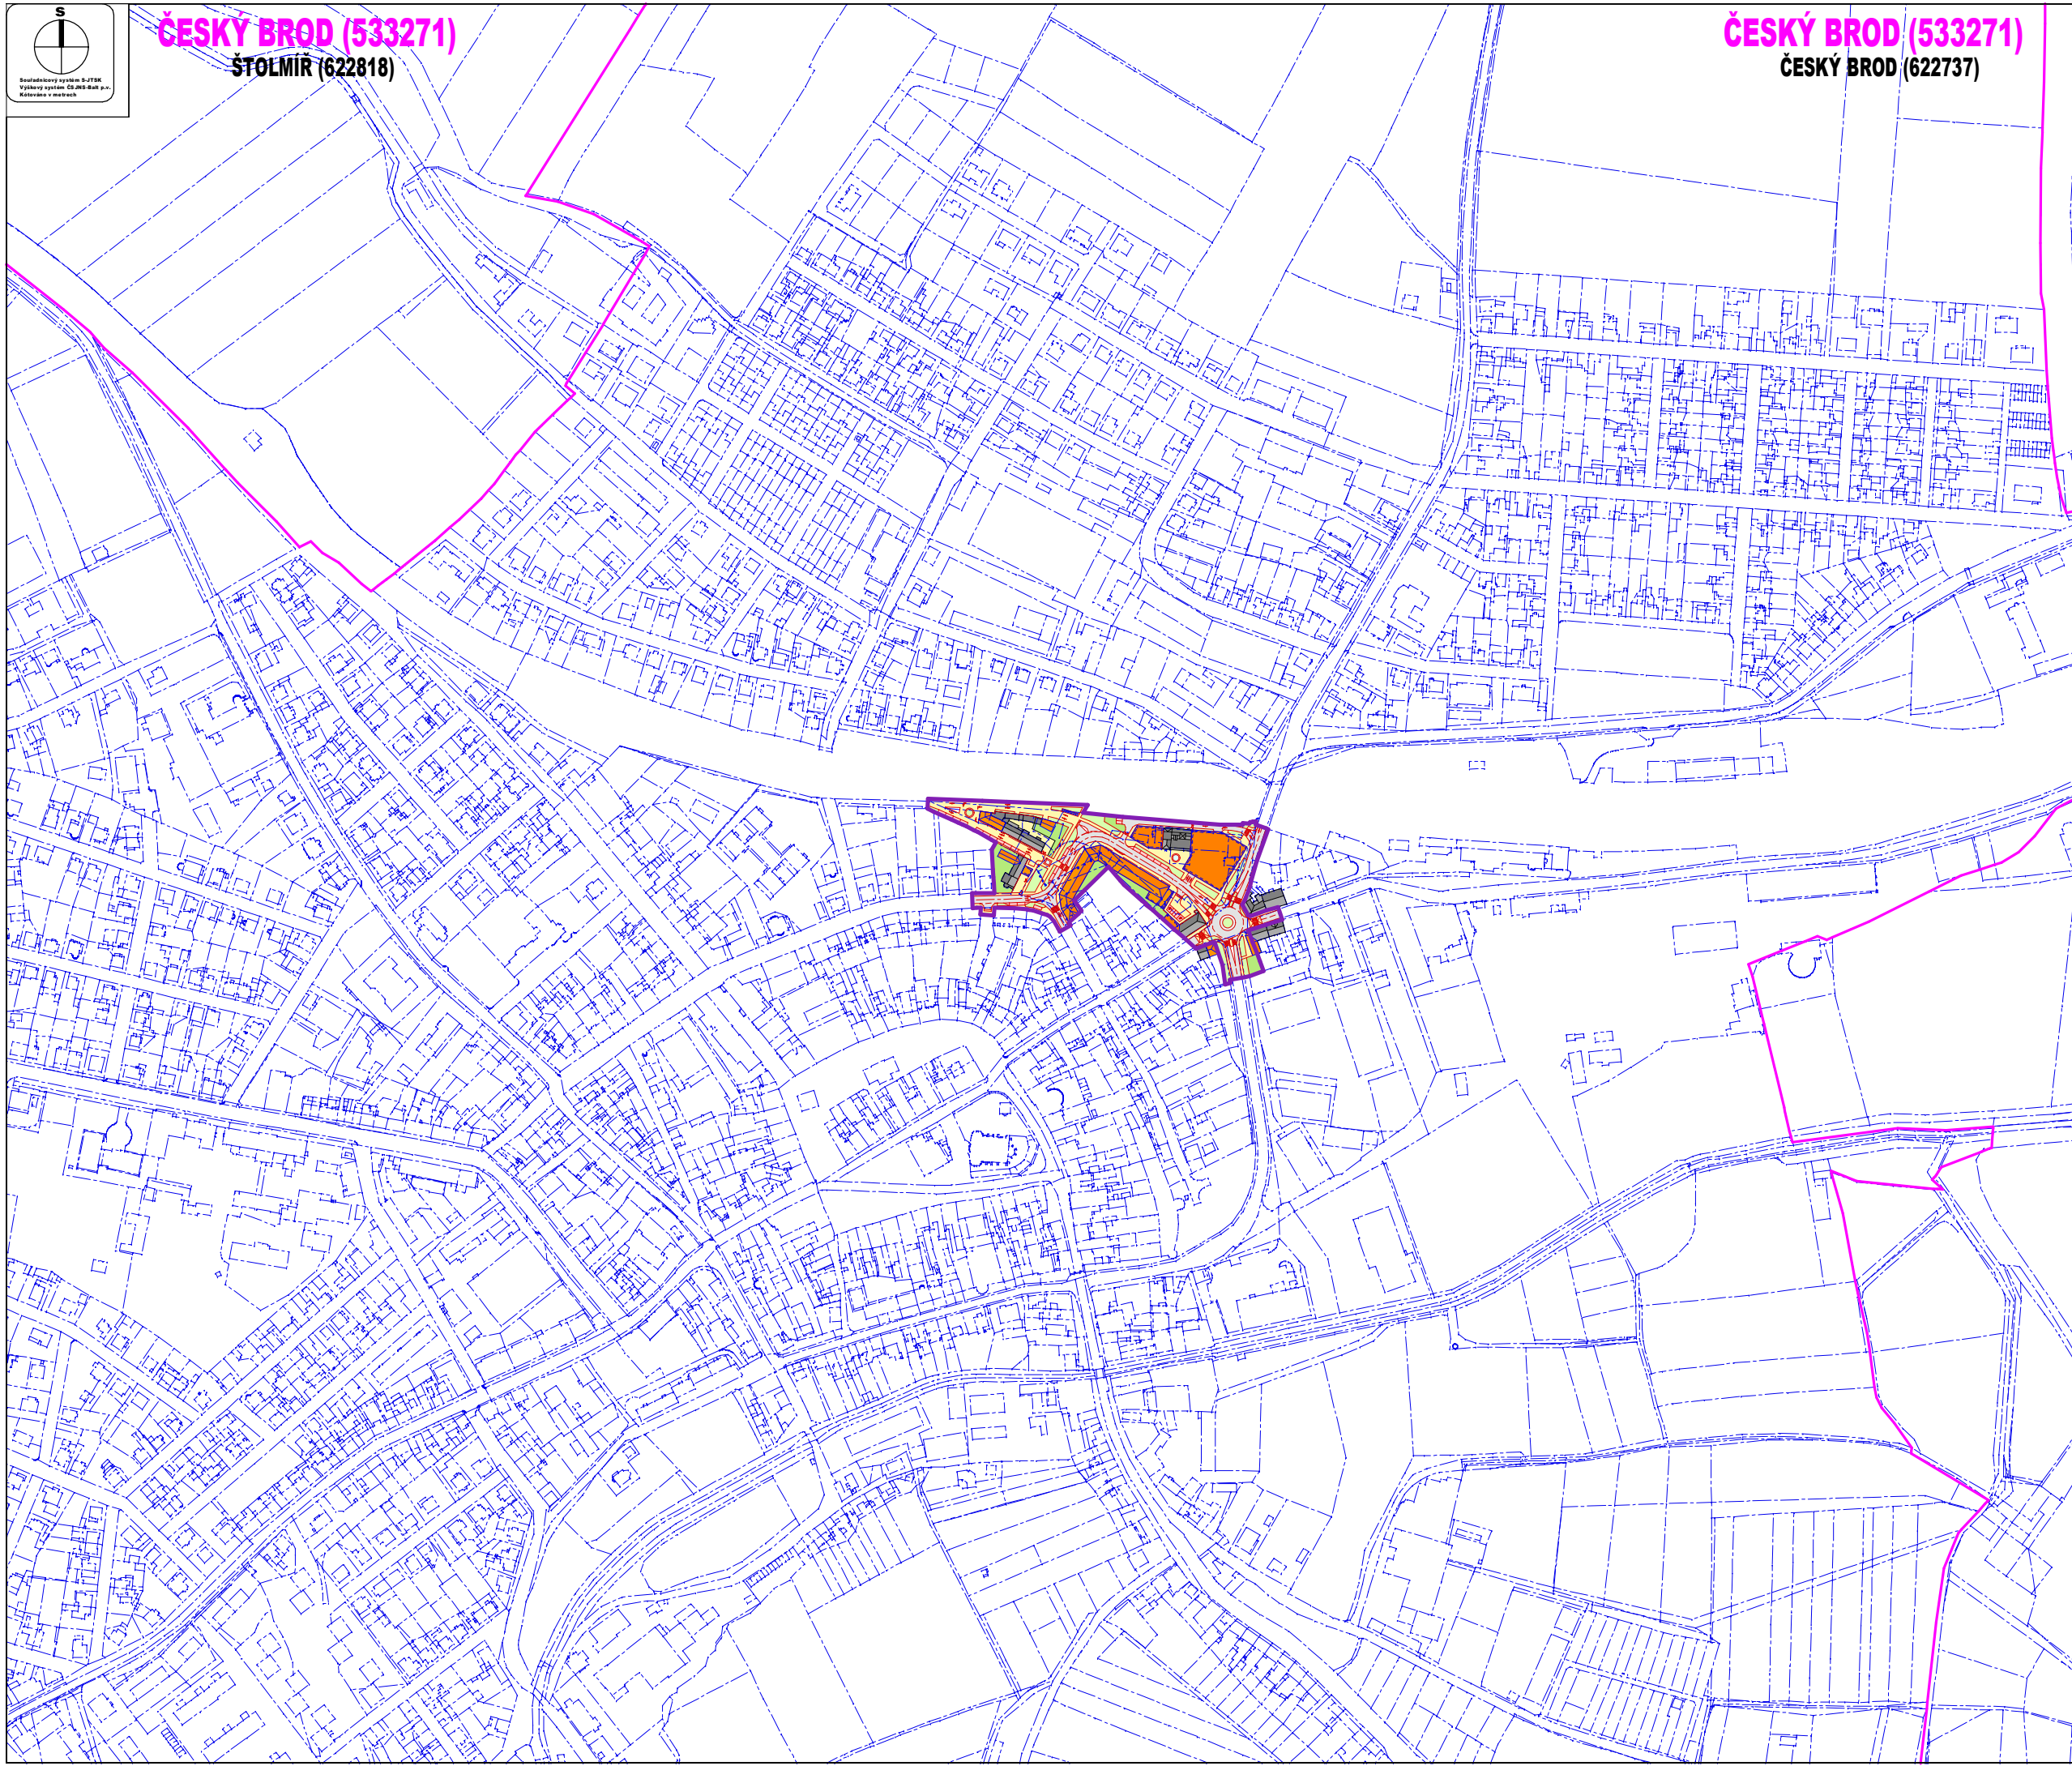 S
Souřadnicový systém S-JTSK
Výškový systém ČSJNS-Balt p.v.
Kótováno v metrech
ČESKÝ BROD (533271)
ŠTOLMÍŘ (622818)
ČESKÝ BROD (533271)
ČESKÝ BROD (622737)